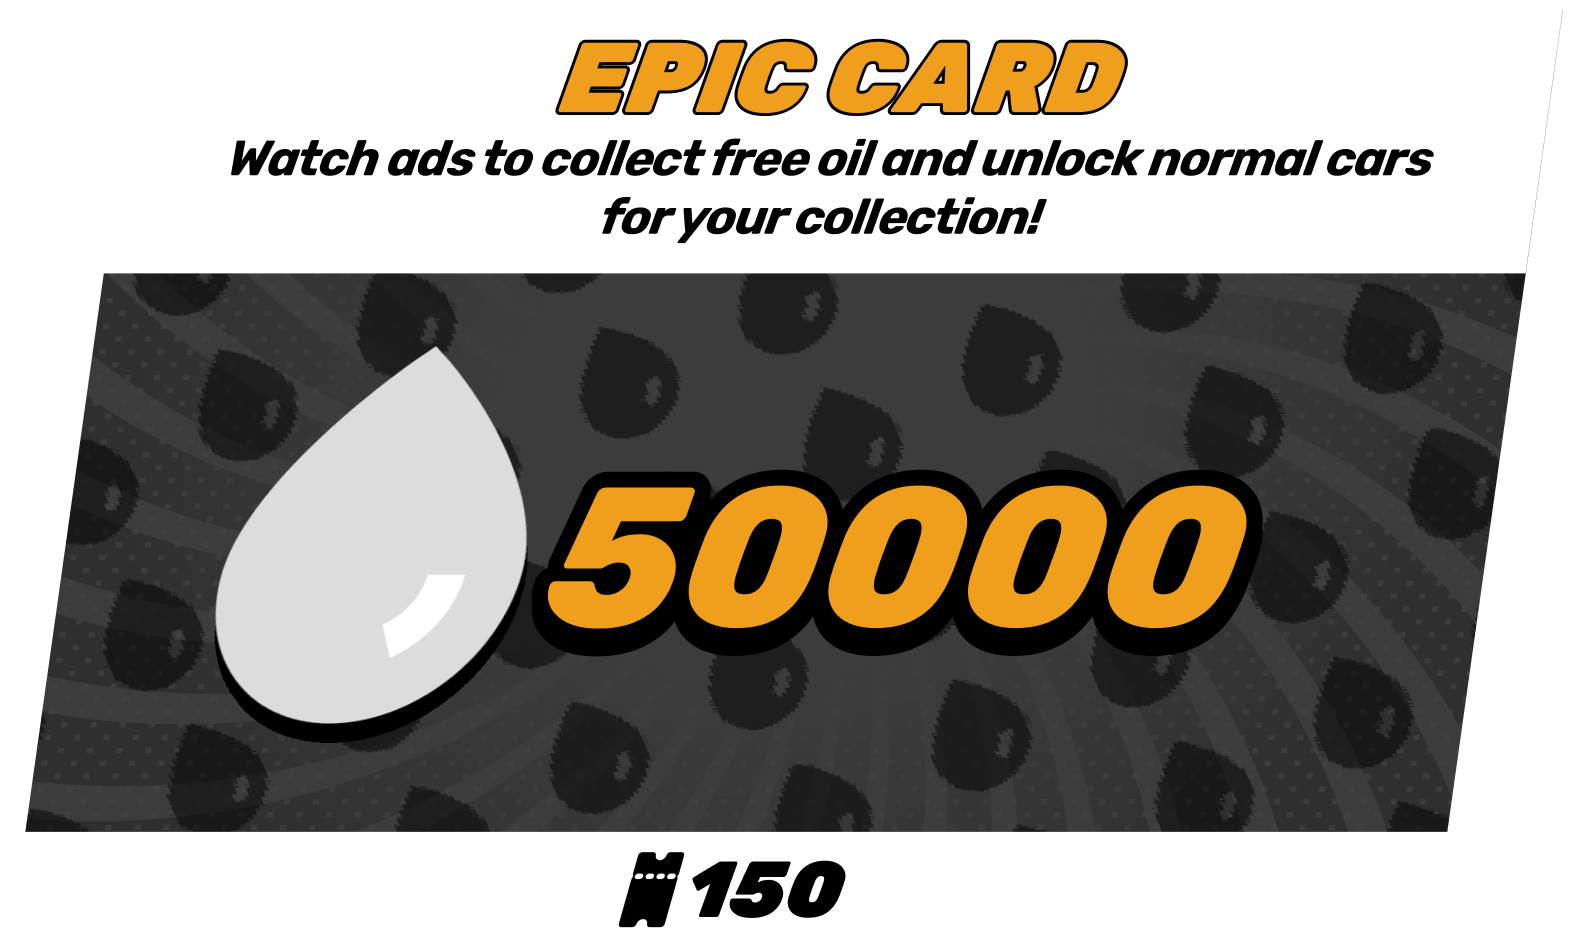 EPIC CARD
Watch ads to collect free oil and unlock normal cars
for your collection!
50000
150